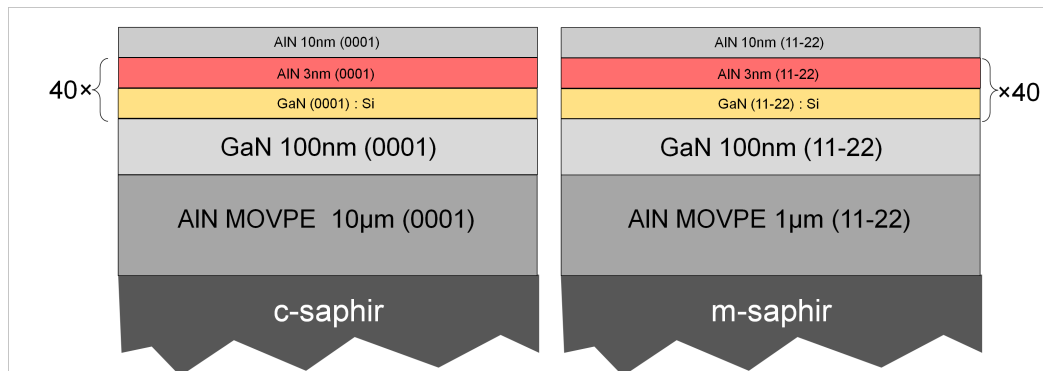 AlN 10nm (0001)
40×
AlN 3nm (0001)
GaN (0001) : Si
GaN 100nm (0001)
AlN MOVPE  10µm (0001)
c-saphir
AlN 10nm (11-22)
AlN 3nm (11-22)
×40
GaN (11-22) : Si
GaN 100nm (11-22)
AlN MOVPE 1µm (11-22)
m-saphir